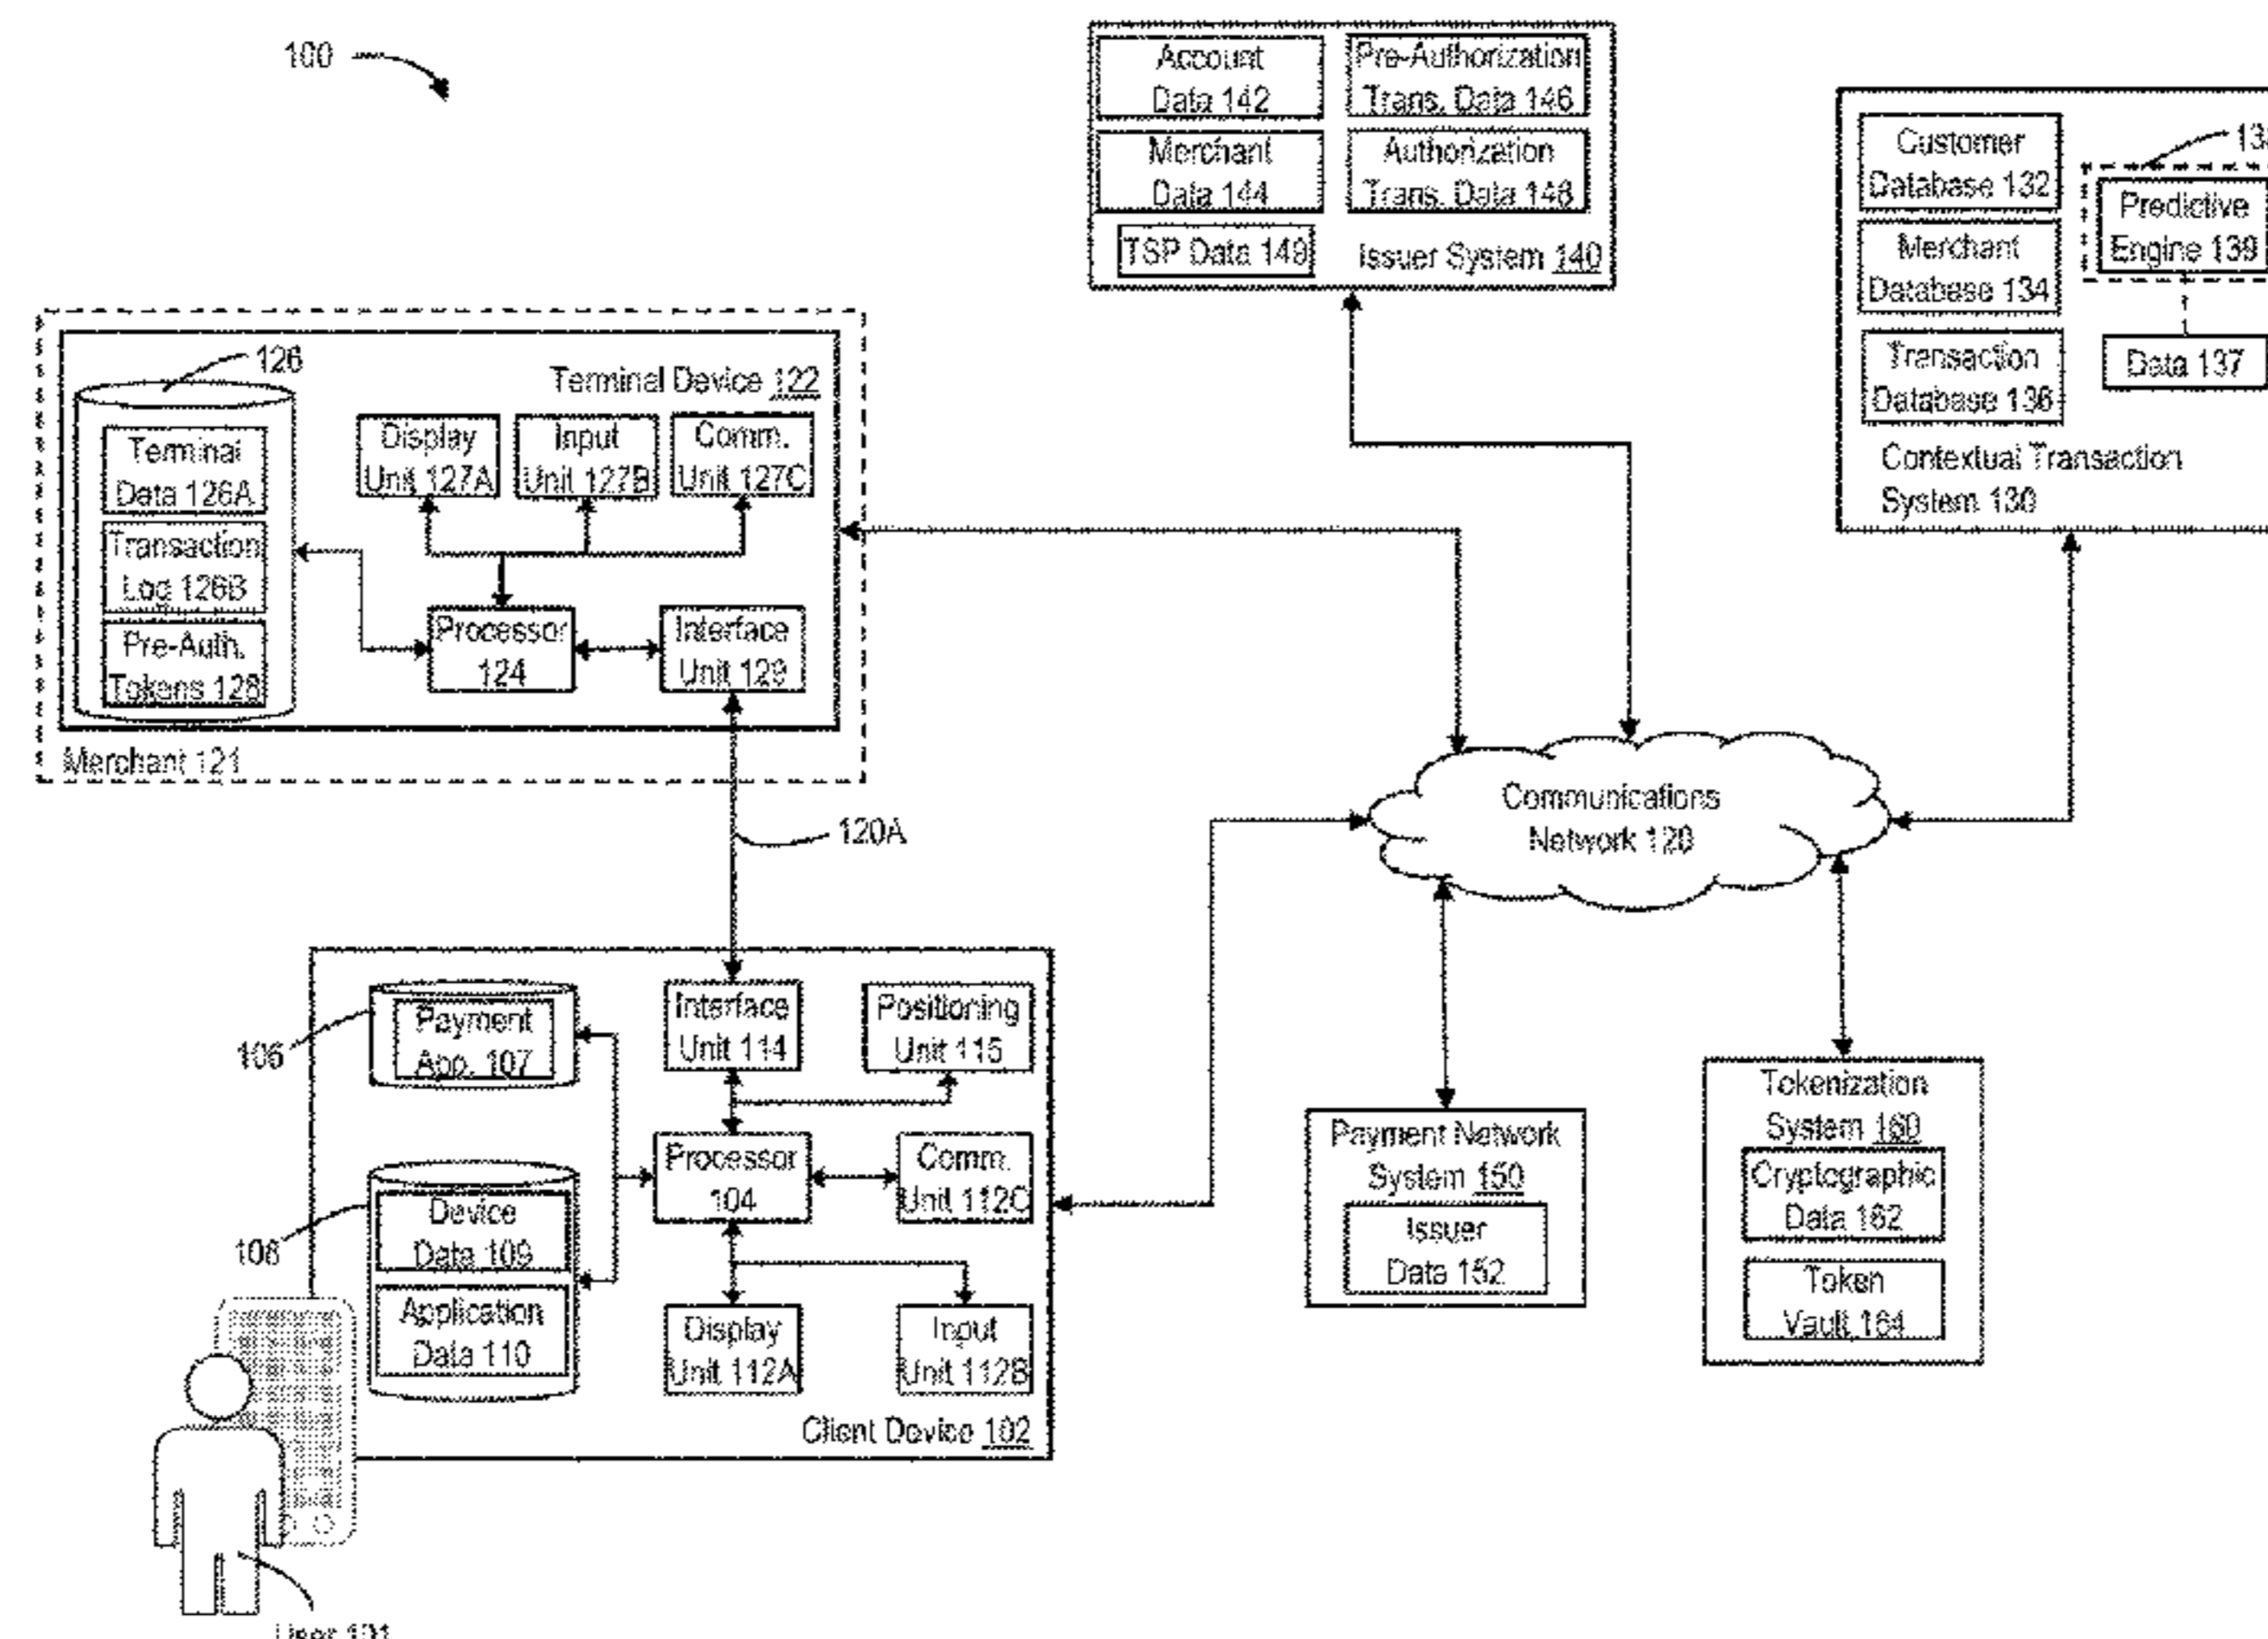 100
Account
Data 142
Pre-Authorization
Trans. Data 146
Merchant
Data 144
Authorization
Trans. Data 148
TSP Data 149
Issuer System 140
Customer
Database 132
Predictive
Engine 139
Merchant
Database 134
Transaction
Database 136
Data 137
Contextual Transaction
System 130
126
Terminal Device 122
Terminal
Data 126A
Transaction
Log 126B
Pre-Auth.
Tokens 128
Display
Unit 127A
Input
Unit 127B
Comm.
Unit 127C
Processor
124
Interface
Unit 129
Merchant 121
120A
Communications
Network 120
106
Payment
App. 107
Interface
Unit 114
Positioning
Unit 115
108
Device
Data 109
Application
Data 110
Processor
104
Comm.
Unit 112C
Display
Unit 112A
Input
Unit 112B
Client Device 102
Payment Network
System 150
Issuer
Data 152
Tokenization
System 160
Cryptographic
Data 162
Token
Vault 164
User 101